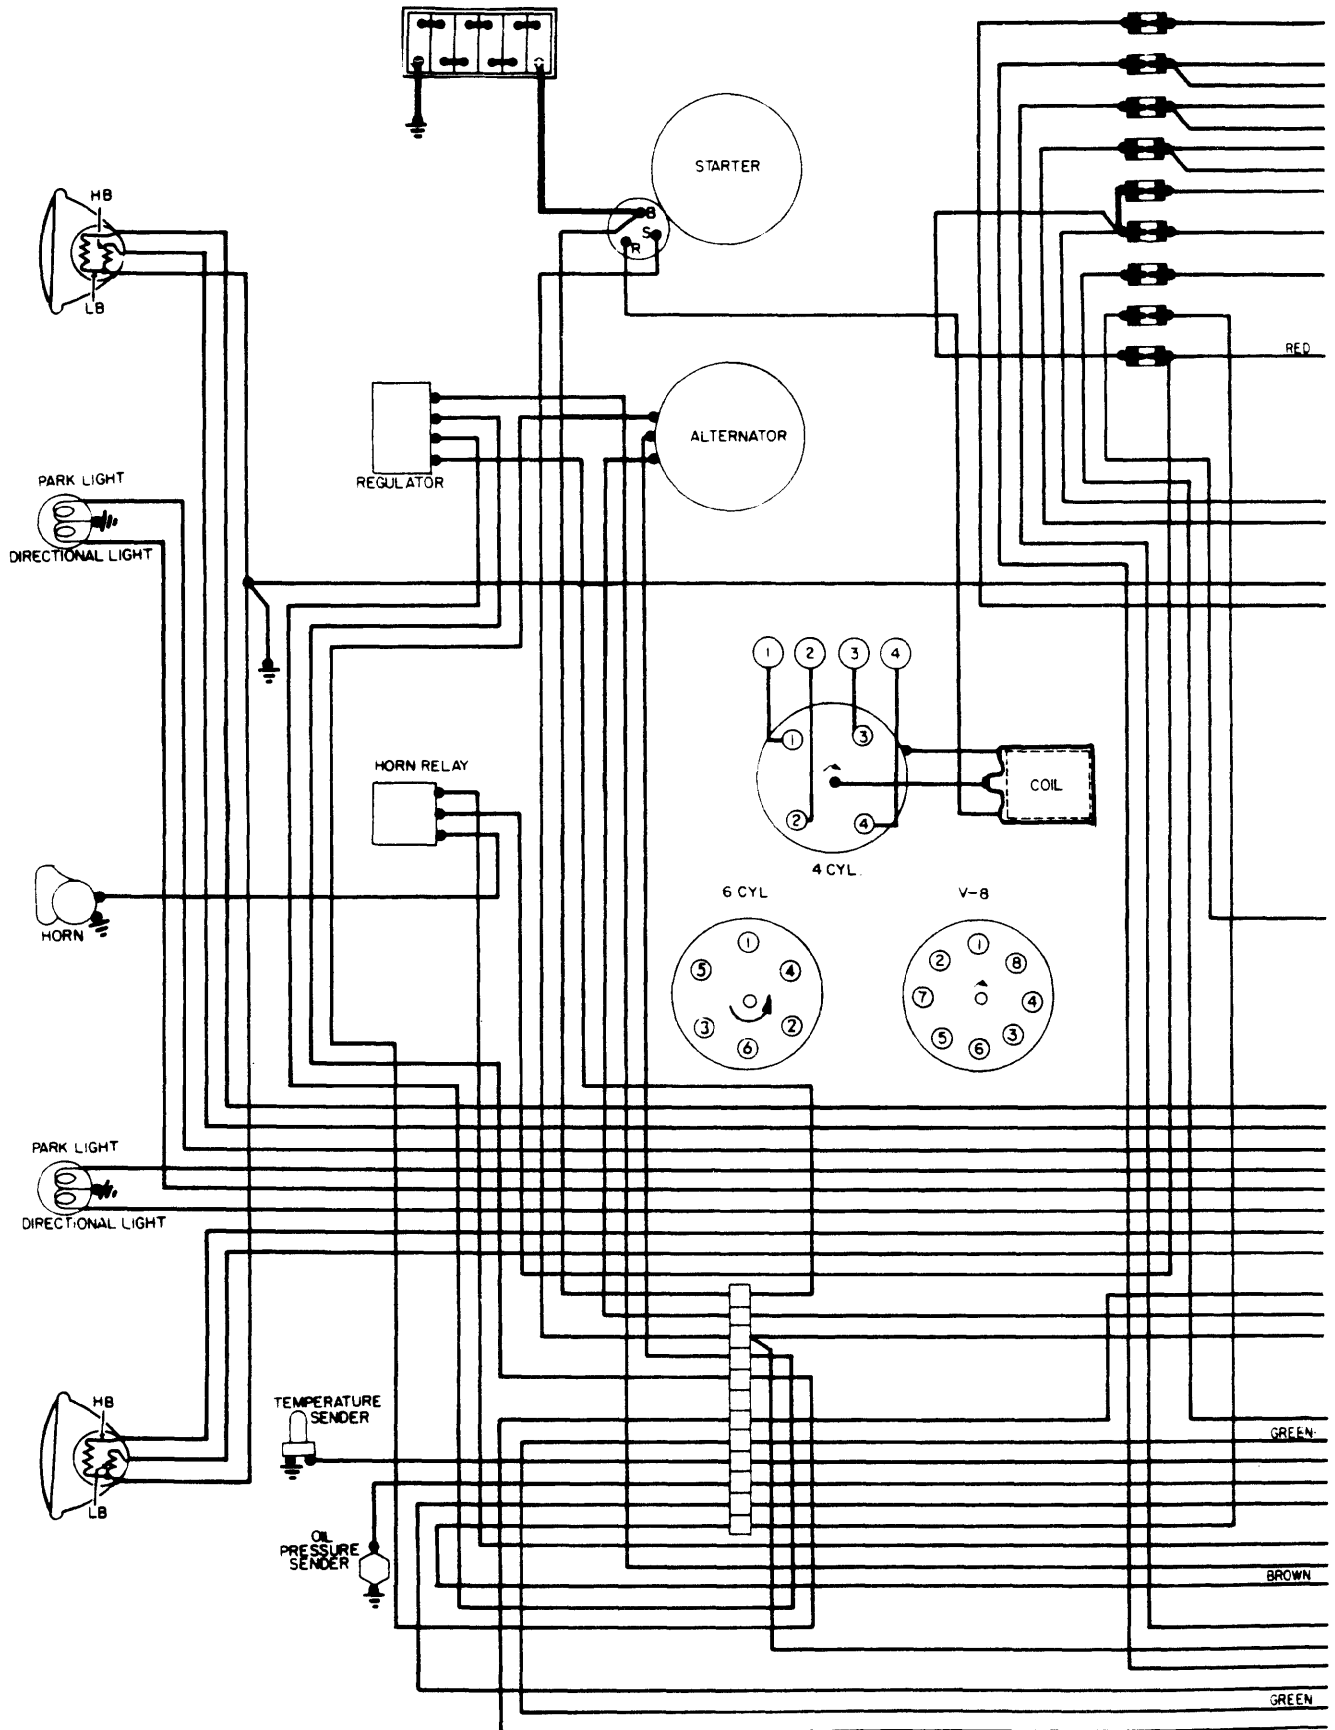 STARTER
B
S
R
HB
LB
RED
REGULATOR
ALTERNATOR
PARK LIGHT
DIRECTIONAL LIGHT
1 2 3 4
1 3
2 4
COIL
4 CYL.
HORN RELAY
HORN
6 CYL
1
5 4
3 2
6
V-8
1
2 8
7 4
5 3
6
PARK LIGHT
DIRECTIONAL LIGHT
HB
LB
TEMPERATURE
SENDER
OIL
PRESSURE
SENDER
GREEN
BROWN
GREEN